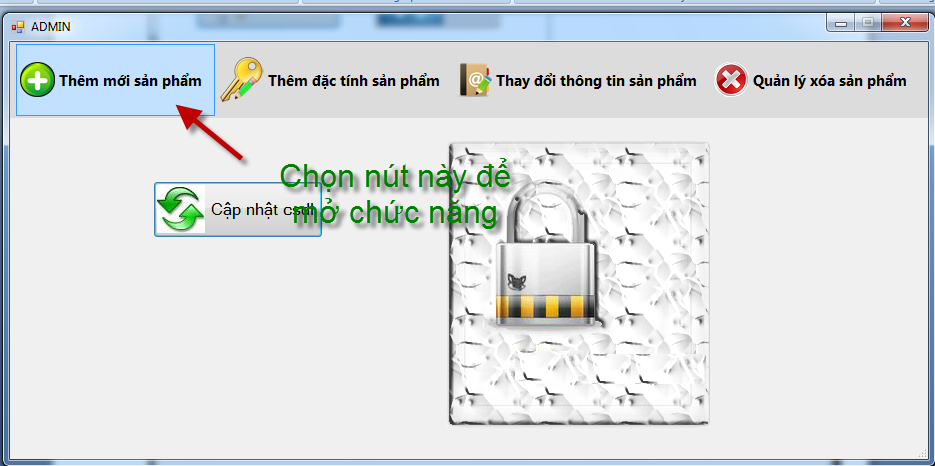 ADMIN
Thêm mới sản phẩm
Thêm đặc tính sản phẩm
Thay đổi thông tin sản phẩm
Quản lý xóa sản phẩm
Chọn nút này để
mở chức năng
Cập nhật csdl